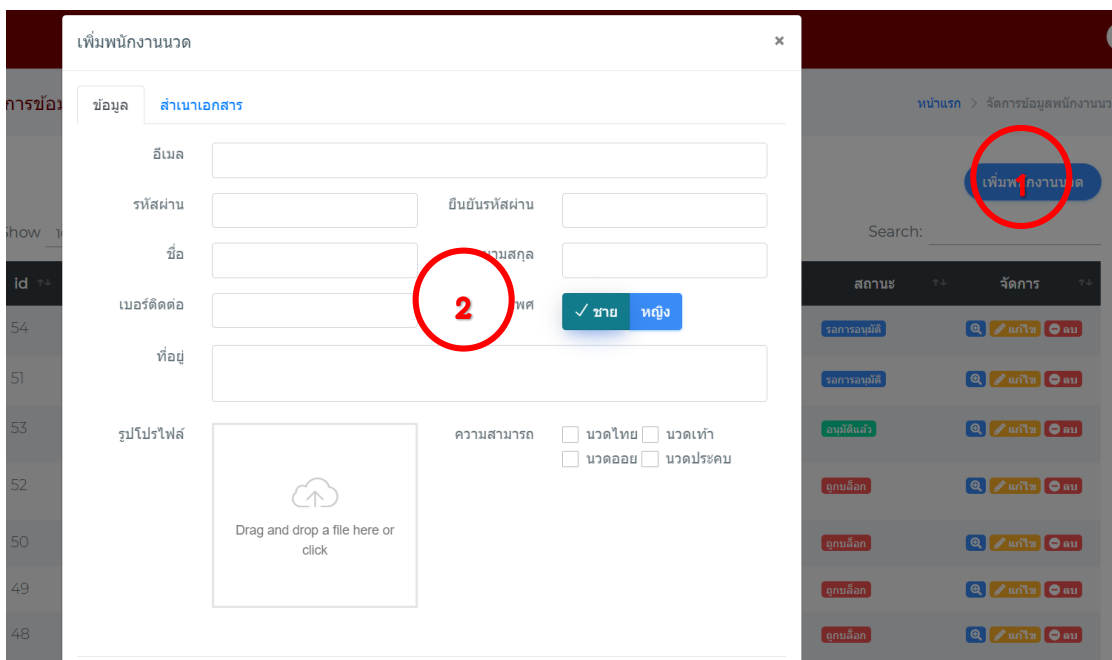 เพิ่มพนักงานนวด ×
การข้อมู
ข้อมูล สำเนาเอกสาร
หน้าแรก > จัดการข้อมูลพนักงานนว
อีเมล
เพิ่มพนักงานนวด
1
รหัสผ่าน ยืนยันรหัสผ่าน
Show 10 Search:
ชื่อ นามสกุล
id สถานะ จัดการ
เบอร์ติดต่อ 2 เพศ ✓ ชาย หญิง
54 รอการอนุมัติ แก้ไข ลบ
ที่อยู่
51 รอการอนุมัติ แก้ไข ลบ
53 อนุมัติแล้ว แก้ไข ลบ
รูปโปรไฟล์ ความสามารถ นวดไทย นวดเท้า
นวดออย นวดประคบ
52 ถูกบล็อก แก้ไข ลบ
Drag and drop a file here or
click
50 ถูกบล็อก แก้ไข ลบ
49 ถูกบล็อก แก้ไข ลบ
48 ถูกบล็อก แก้ไข ลบ